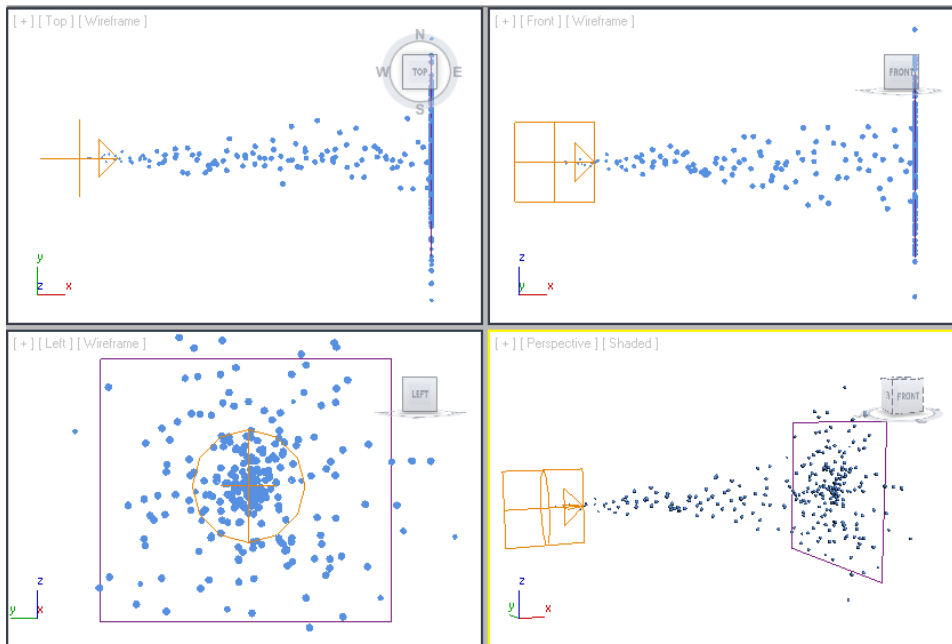 [ + ] [ Top ] [ Wireframe ]
N
W TOP E
S
y
z x
[ + ] [ Front ] [ Wireframe ]
FRONT
z
y x
[ + ] [ Left ] [ Wireframe ]
LEFT
z
y x
[ + ] [ Perspective ] [ Shaded ]
FRONT
z
y x